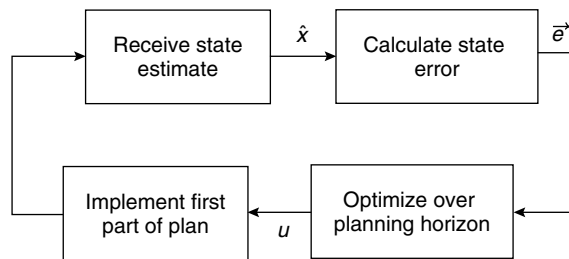 Receive state
estimate
x̂
Calculate state
error
e⃗
Implement first
part of plan
u
Optimize over
planning horizon